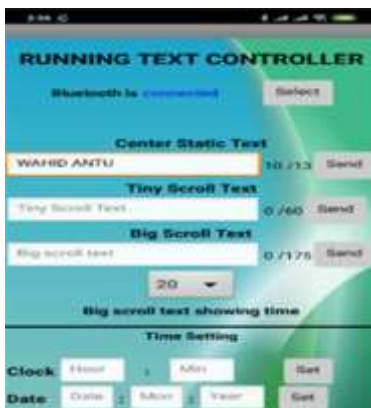 RUNNING TEXT CONTROLLER
Bluetooth is connected Select
Center Static Text
WAHID ANTU 10 /13 Send
Tiny Scroll Text
Tiny Scroll Text 0 /60 Send
Big Scroll Text
Big scroll text 0 /175 Send
20
Big scroll text showing time
Time Setting
Clock Hour : Min Set
Date Date : Mon : Year Set